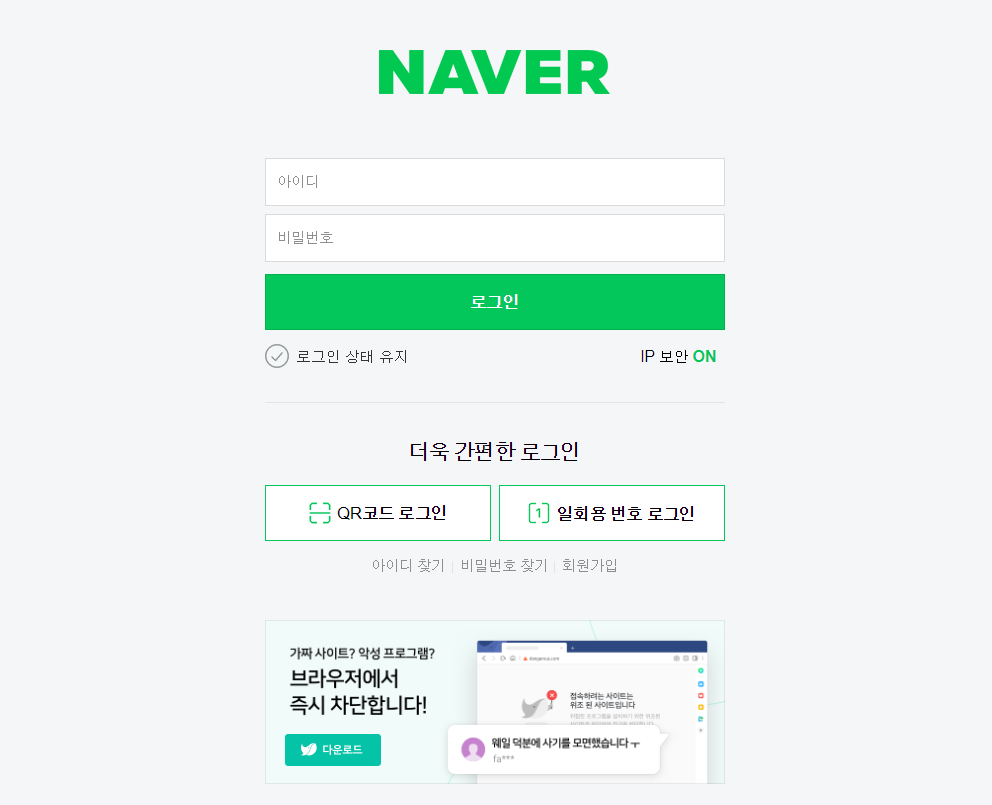 NAVER
아이디
비밀번호
로그인
로그인 상태 유지
IP 보안 ON
더욱 간편한 로그인
QR코드 로그인
1 일회용 번호 로그인
아이디 찾기 비밀번호 찾기 회원가입
가짜 사이트? 악성 프로그램?
브라우저에서
즉시 차단합니다!
다운로드
접속하려는 사이트는
위조 된 사이트입니다
웨일 덕분에 사기를 모면했습니다 ㅜ
fa***